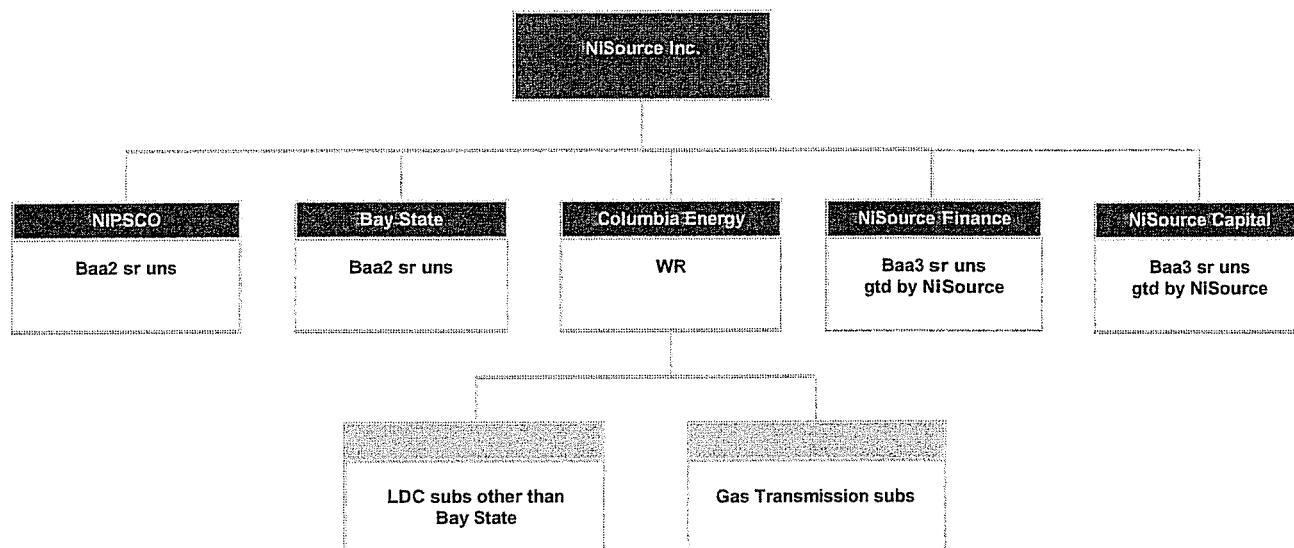 NiSource Inc.
NIPSCO
Baa2 sr uns
Bay State
Baa2 sr uns
Columbia Energy
WR
NiSource Finance
Baa3 sr uns
gtd by NiSource
NiSource Capital
Baa3 sr uns
gtd by NiSource
LDC subs other than
Bay State
Gas Transmission subs